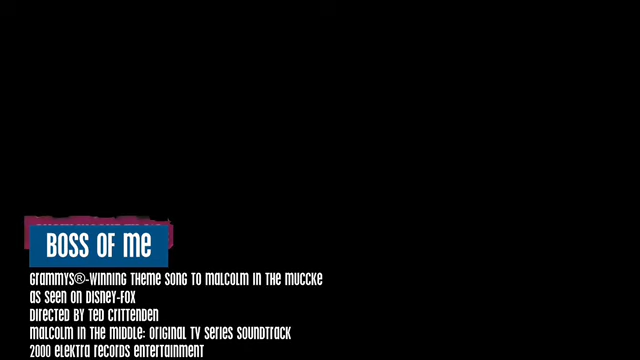 BOSS OF ME
GRAMMYS®-WINNING THEME SONG TO MALCOLM IN THE MUCCKE
AS SEEN ON DISNEY-FOX
DIRECTED BY TED CRITTENDEN
MALCOLM IN THE MIDDLE: ORIGINAL TV SERIES SOUNDTRACK
2000 ELEKTRA RECORDS ENTERTAINMENT